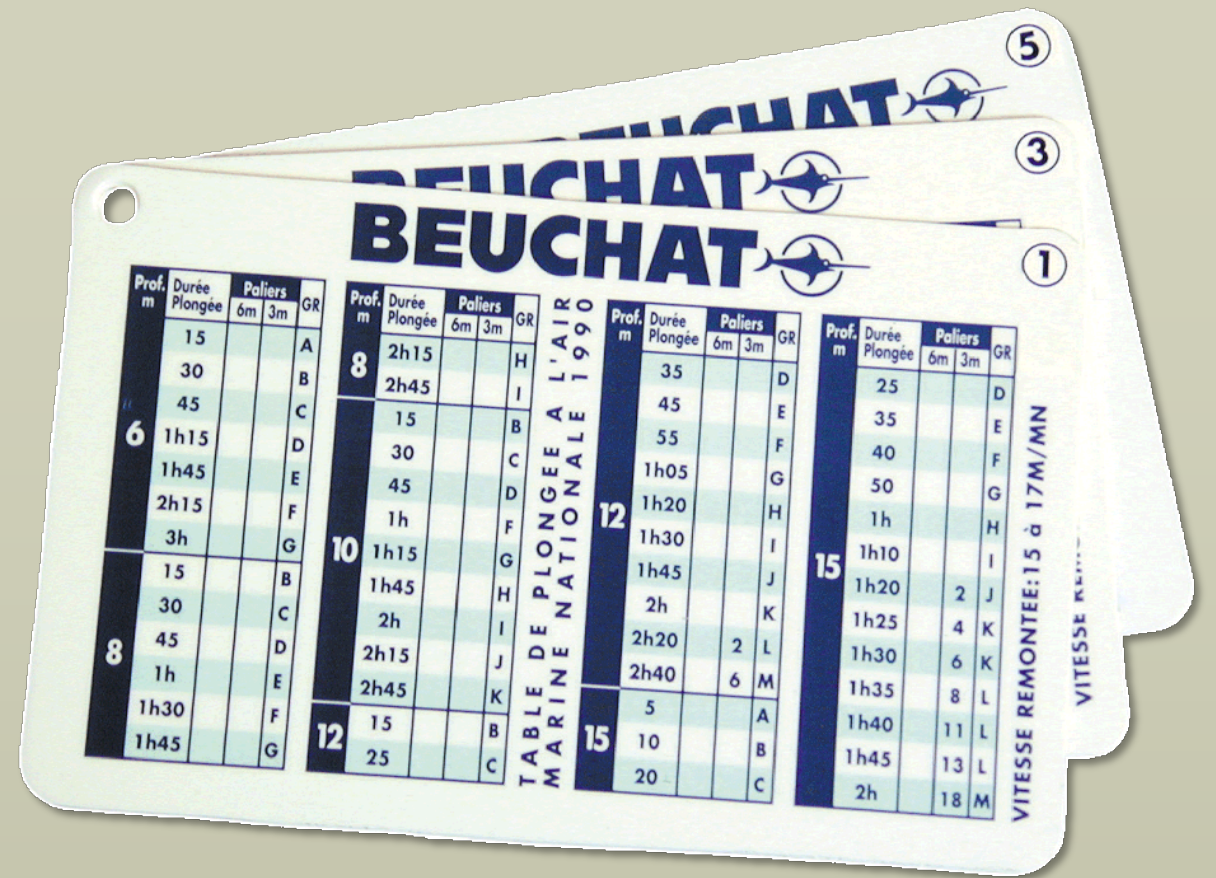 5
BEUCHAT
3
BEUCHAT
1
BEUCHAT
Prof. m Durée Plongée Paliers 6m 3m GR
6
15 A
30 B
45 C
1h15 D
1h45 E
2h15 F
3h G
8
15 B
30 C
45 D
1h E
1h30 F
1h45 G
Prof. m Durée Plongée Paliers 6m 3m GR
8
2h15 H
2h45 I
10
15 B
30 C
45 D
1h F
1h15 G
1h45 H
2h I
2h15 J
2h45 K
12
15 B
25 C
TABLE DE PLONGEE A L'AIR
MARINE NATIONALE 1990
Prof. m Durée Plongée Paliers 6m 3m GR
12
35 D
45 E
55 F
1h05 G
1h20 H
1h30 I
1h45 J
2h K
2h20 2 L
2h40 6 M
15
5 A
10 B
20 C
Prof. m Durée Plongée Paliers 6m 3m GR
15
25 D
35 E
40 F
50 G
1h H
1h10 I
1h20 2 J
1h25 4 K
1h30 6 K
1h35 8 L
1h40 11 L
1h45 13 L
2h 18 M
VITESSE REMONTEE:15 à 17M/MN
VITESSE